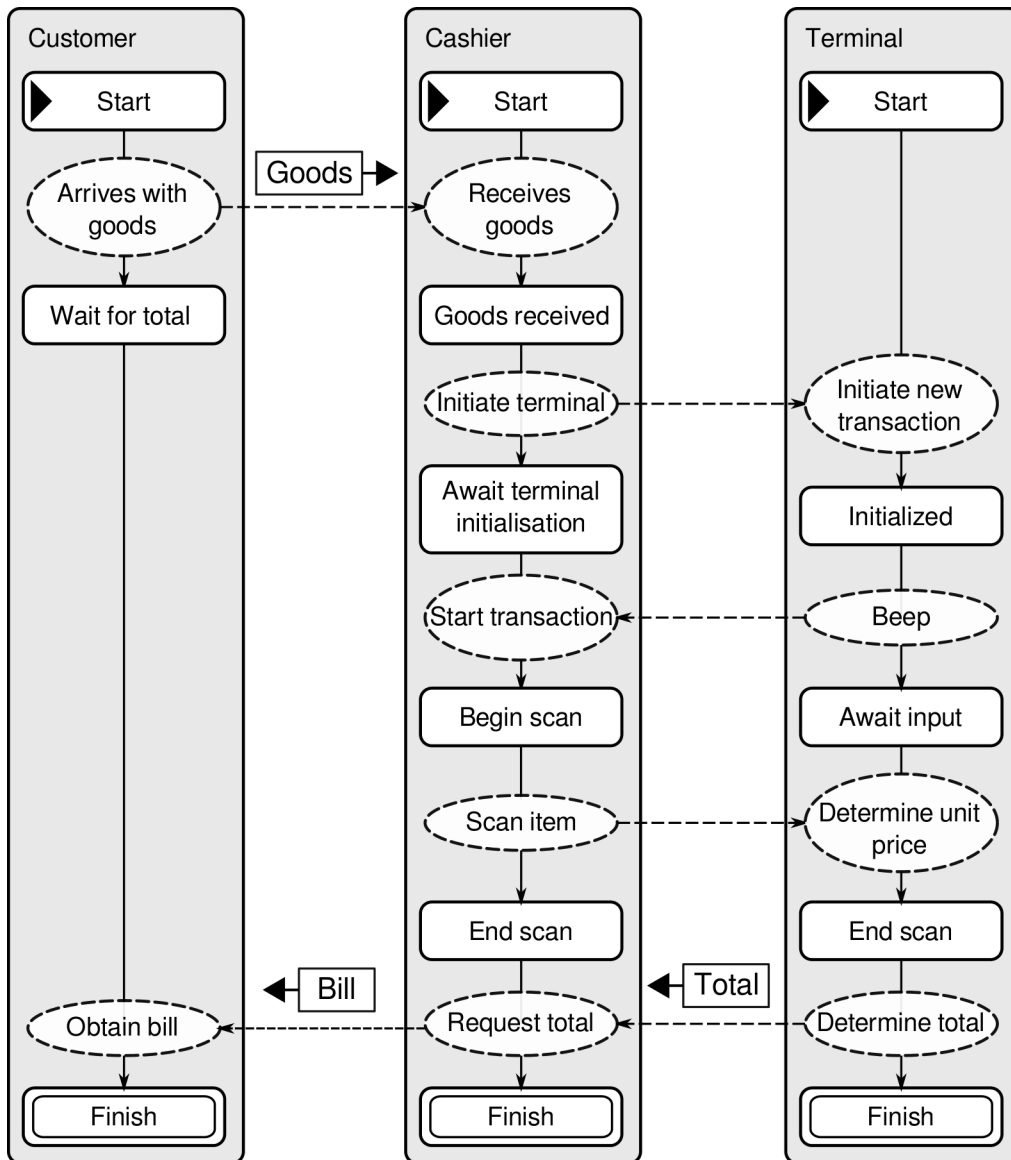 Customer
Start
Arrives with
goods
Wait for total
Obtain bill
Finish
Goods
Bill
Cashier
Start
Receives
goods
Goods received
Initiate terminal
Await terminal
initialisation
Start transaction
Begin scan
Scan item
End scan
Request total
Finish
Total
Terminal
Start
Initiate new
transaction
Initialized
Beep
Await input
Determine unit
price
End scan
Determine total
Finish